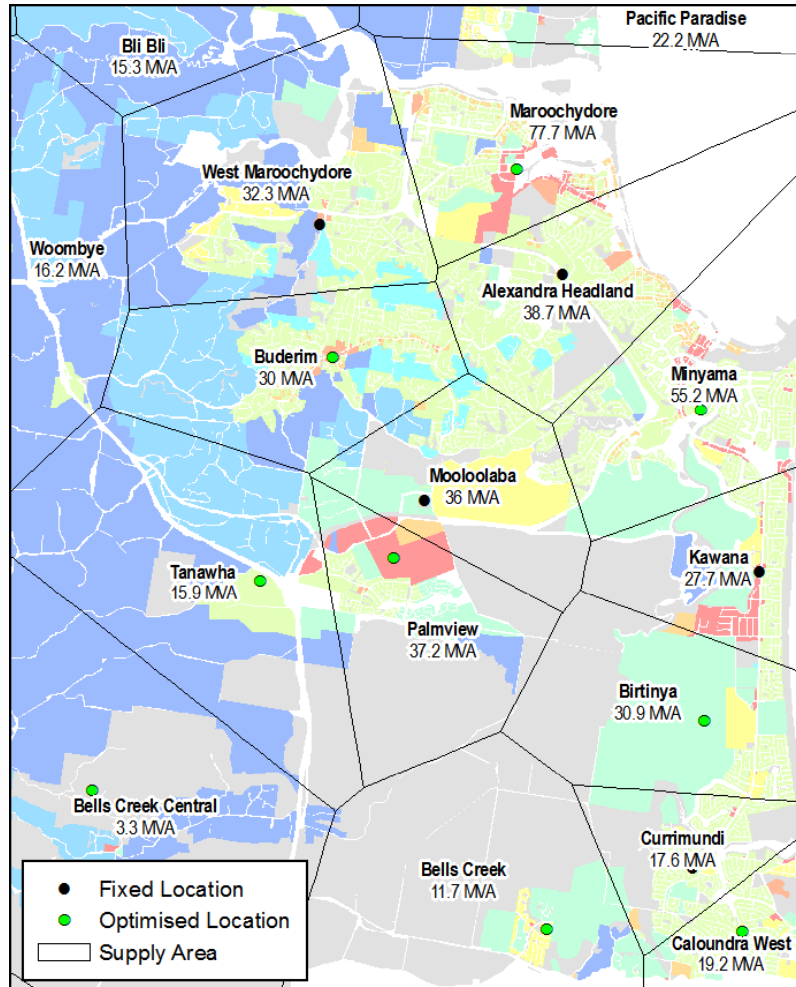 Pacific Paradise
22.2 MVA
Bli Bli
15.3 MVA
Maroochydore
77.7 MVA
West Maroochydore
32.3 MVA
Woombye
16.2 MVA
Alexandra Headland
38.7 MVA
Buderim
30 MVA
Minyama
55.2 MVA
Mooloolaba
36 MVA
Kawana
27.7 MVA
Tanawha
15.9 MVA
Palmview
37.2 MVA
Birtinya
30.9 MVA
Bells Creek Central
3.3 MVA
Currimundi
17.6 MVA
Bells Creek
11.7 MVA
Caloundra West
19.2 MVA
Fixed Location
Optimised Location
Supply Area